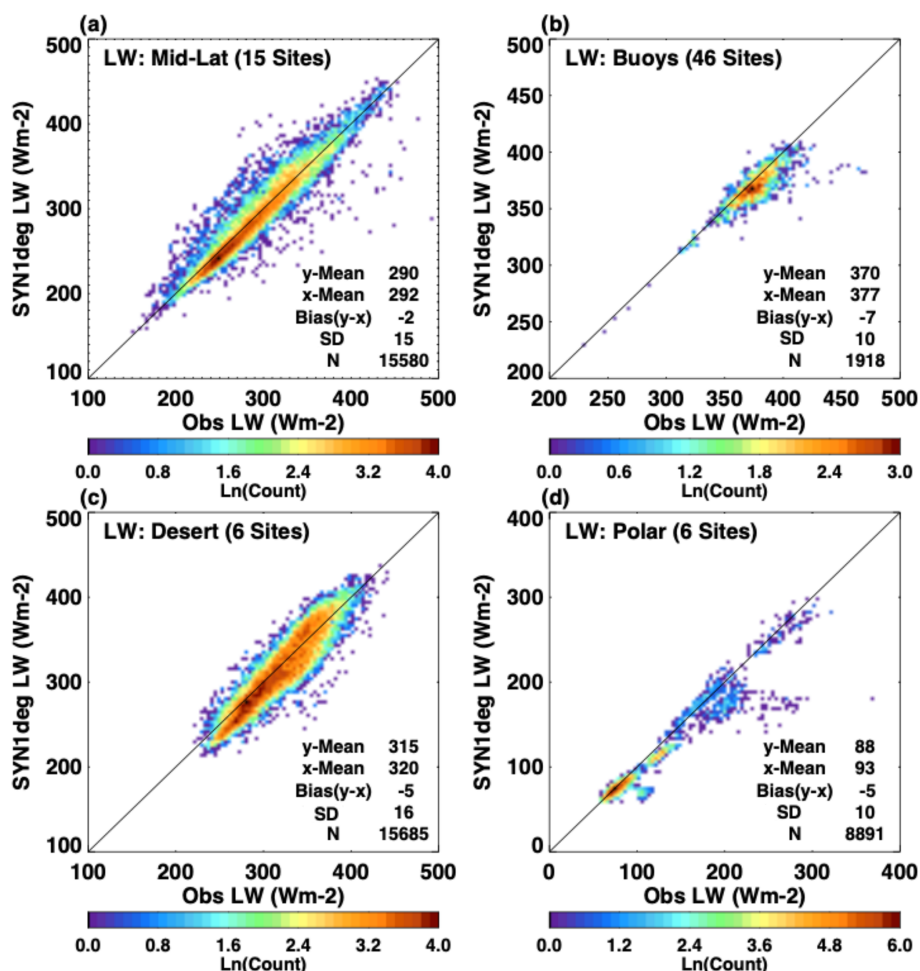 (a)
LW: Mid-Lat (15 Sites)
500
400
300
200
100
SYN1deg LW (Wm-2)
y-Mean 290
x-Mean 292
Bias(y-x) -2
SD 15
N 15580
100 200 300 400 500
Obs LW (Wm-2)
0.0 0.8 1.6 2.4 3.2 4.0
Ln(Count)
(b)
LW: Buoys (46 Sites)
500
450
400
350
300
250
200
SYN1deg LW (Wm-2)
y-Mean 370
x-Mean 377
Bias(y-x) -7
SD 10
N 1918
200 250 300 350 400 450 500
Obs LW (Wm-2)
0.0 0.6 1.2 1.8 2.4 3.0
Ln(Count)
(c)
LW: Desert (6 Sites)
500
400
300
200
100
SYN1deg LW (Wm-2)
y-Mean 315
x-Mean 320
Bias(y-x) -5
SD 16
N 15685
100 200 300 400 500
Obs LW (Wm-2)
0.0 0.8 1.6 2.4 3.2 4.0
Ln(Count)
(d)
LW: Polar (6 Sites)
400
300
200
100
0
SYN1deg LW (Wm-2)
y-Mean 88
x-Mean 93
Bias(y-x) -5
SD 10
N 8891
0 100 200 300 400
Obs LW (Wm-2)
0.0 1.2 2.4 3.6 4.8 6.0
Ln(Count)